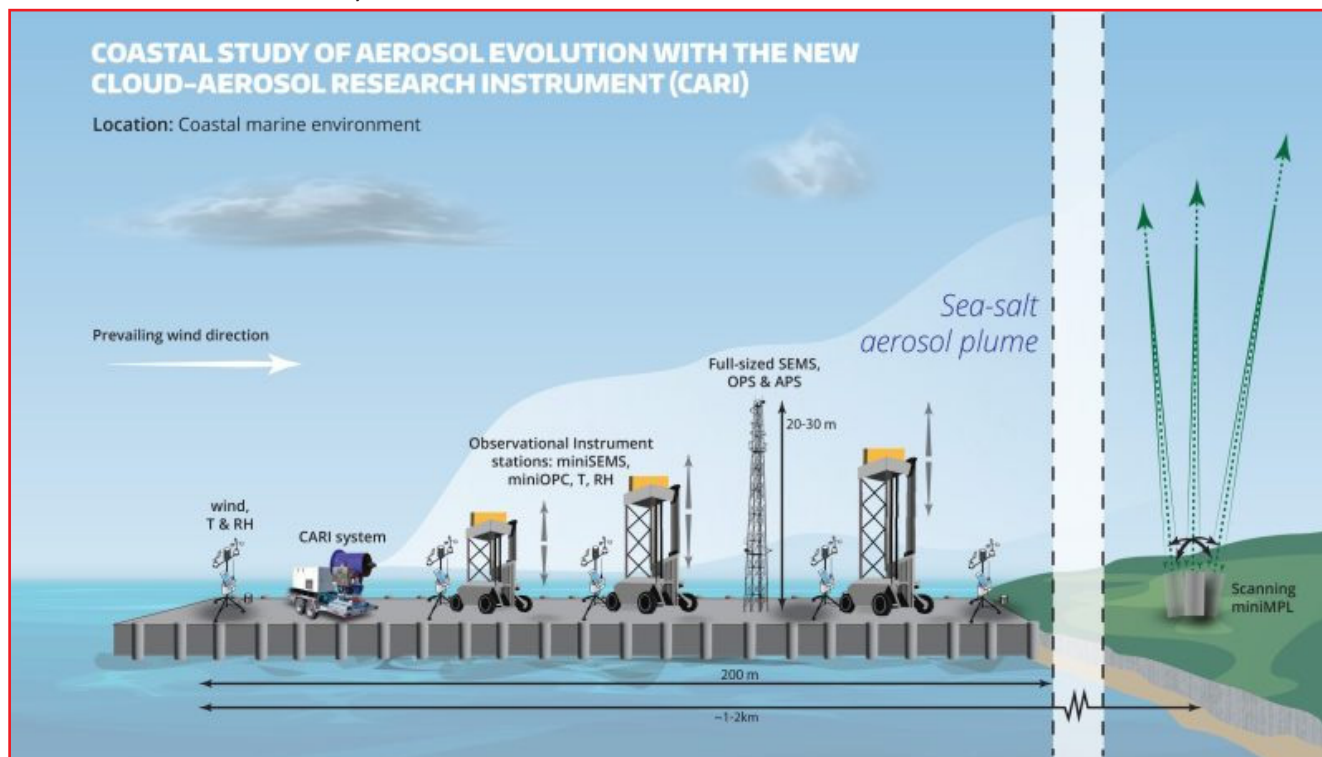 COASTAL STUDY OF AEROSOL EVOLUTION WITH THE NEW
CLOUD–AEROSOL RESEARCH INSTRUMENT (CARI)
Location: Coastal marine environment
Prevailing wind direction
Sea-salt
aerosol plume
Full-sized SEMS,
OPS & APS
20-30 m
Observational Instrument
stations: miniSEMS,
miniOPC, T, RH
wind,
T & RH
CARI system
Scanning
miniMPL
200 m
~1-2km